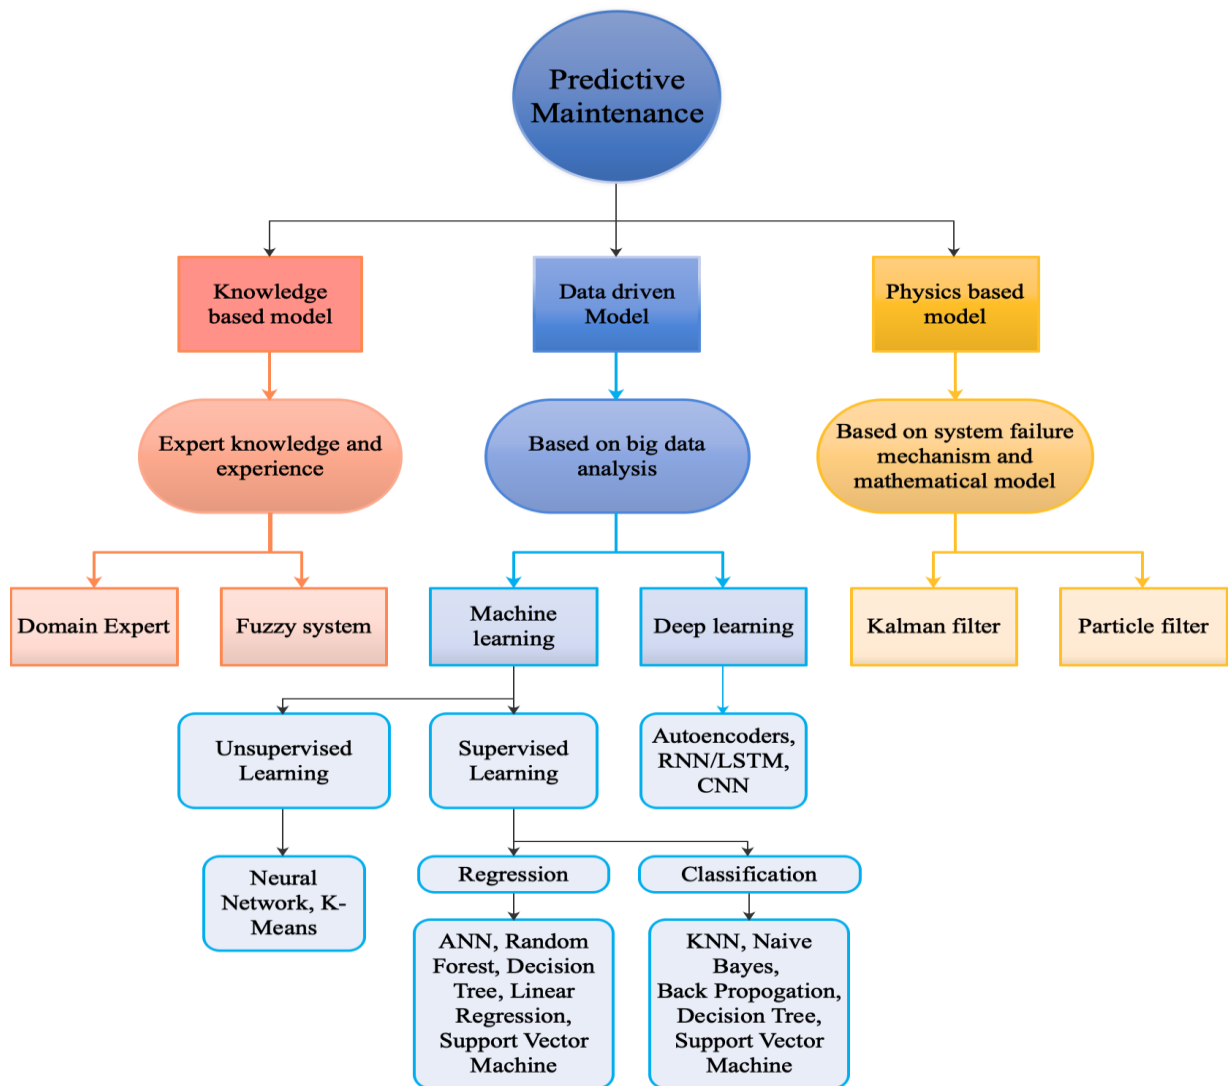 Predictive
Maintenance
Knowledge
based model
Data driven
Model
Physics based
model
Expert knowledge and
experience
Based on big data
analysis
Based on system failure
mechanism and
mathematical model
Domain Expert
Fuzzy system
Machine
learning
Deep learning
Kalman filter
Particle filter
Unsupervised
Learning
Supervised
Learning
Autoencoders,
RNN/LSTM,
CNN
Neural
Network, K-
Means
Regression
Classification
ANN, Random
Forest, Decision
Tree, Linear
Regression,
Support Vector
Machine
KNN, Naive
Bayes,
Back Propogation,
Decision Tree,
Support Vector
Machine